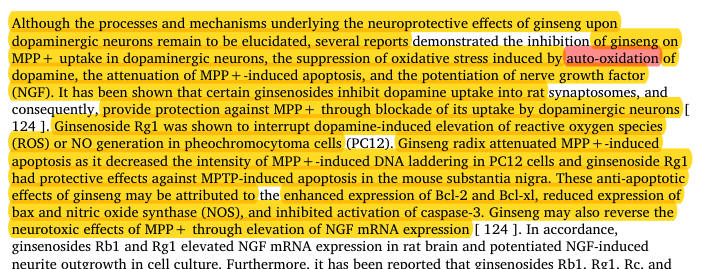 Although the processes and mechanisms underlying the neuroprotective effects of ginseng upon
dopaminergic neurons remain to be elucidated, several reports demonstrated the inhibition of ginseng on
MPP+ uptake in dopaminergic neurons, the suppression of oxidative stress induced by auto-oxidation of
dopamine, the attenuation of MPP+-induced apoptosis, and the potentiation of nerve growth factor
(NGF). It has been shown that certain ginsenosides inhibit dopamine uptake into rat synaptosomes, and
consequently, provide protection against MPP+ through blockade of its uptake by dopaminergic neurons [
124 ]. Ginsenoside Rg1 was shown to interrupt dopamine-induced elevation of reactive oxygen species
(ROS) or NO generation in pheochromocytoma cells (PC12). Ginseng radix attenuated MPP+-induced
apoptosis as it decreased the intensity of MPP+-induced DNA laddering in PC12 cells and ginsenoside Rg1
had protective effects against MPTP-induced apoptosis in the mouse substantia nigra. These anti-apoptotic
effects of ginseng may be attributed to the enhanced expression of Bcl-2 and Bcl-xl, reduced expression of
bax and nitric oxide synthase (NOS), and inhibited activation of caspase-3. Ginseng may also reverse the
neurotoxic effects of MPP+ through elevation of NGF mRNA expression [ 124 ]. In accordance,
ginsenosides Rb1 and Rg1 elevated NGF mRNA expression in rat brain and potentiated NGF-induced
neurite outgrowth in cell culture. Furthermore, it has been reported that ginsenosides Rb1, Rg1, Rc, and